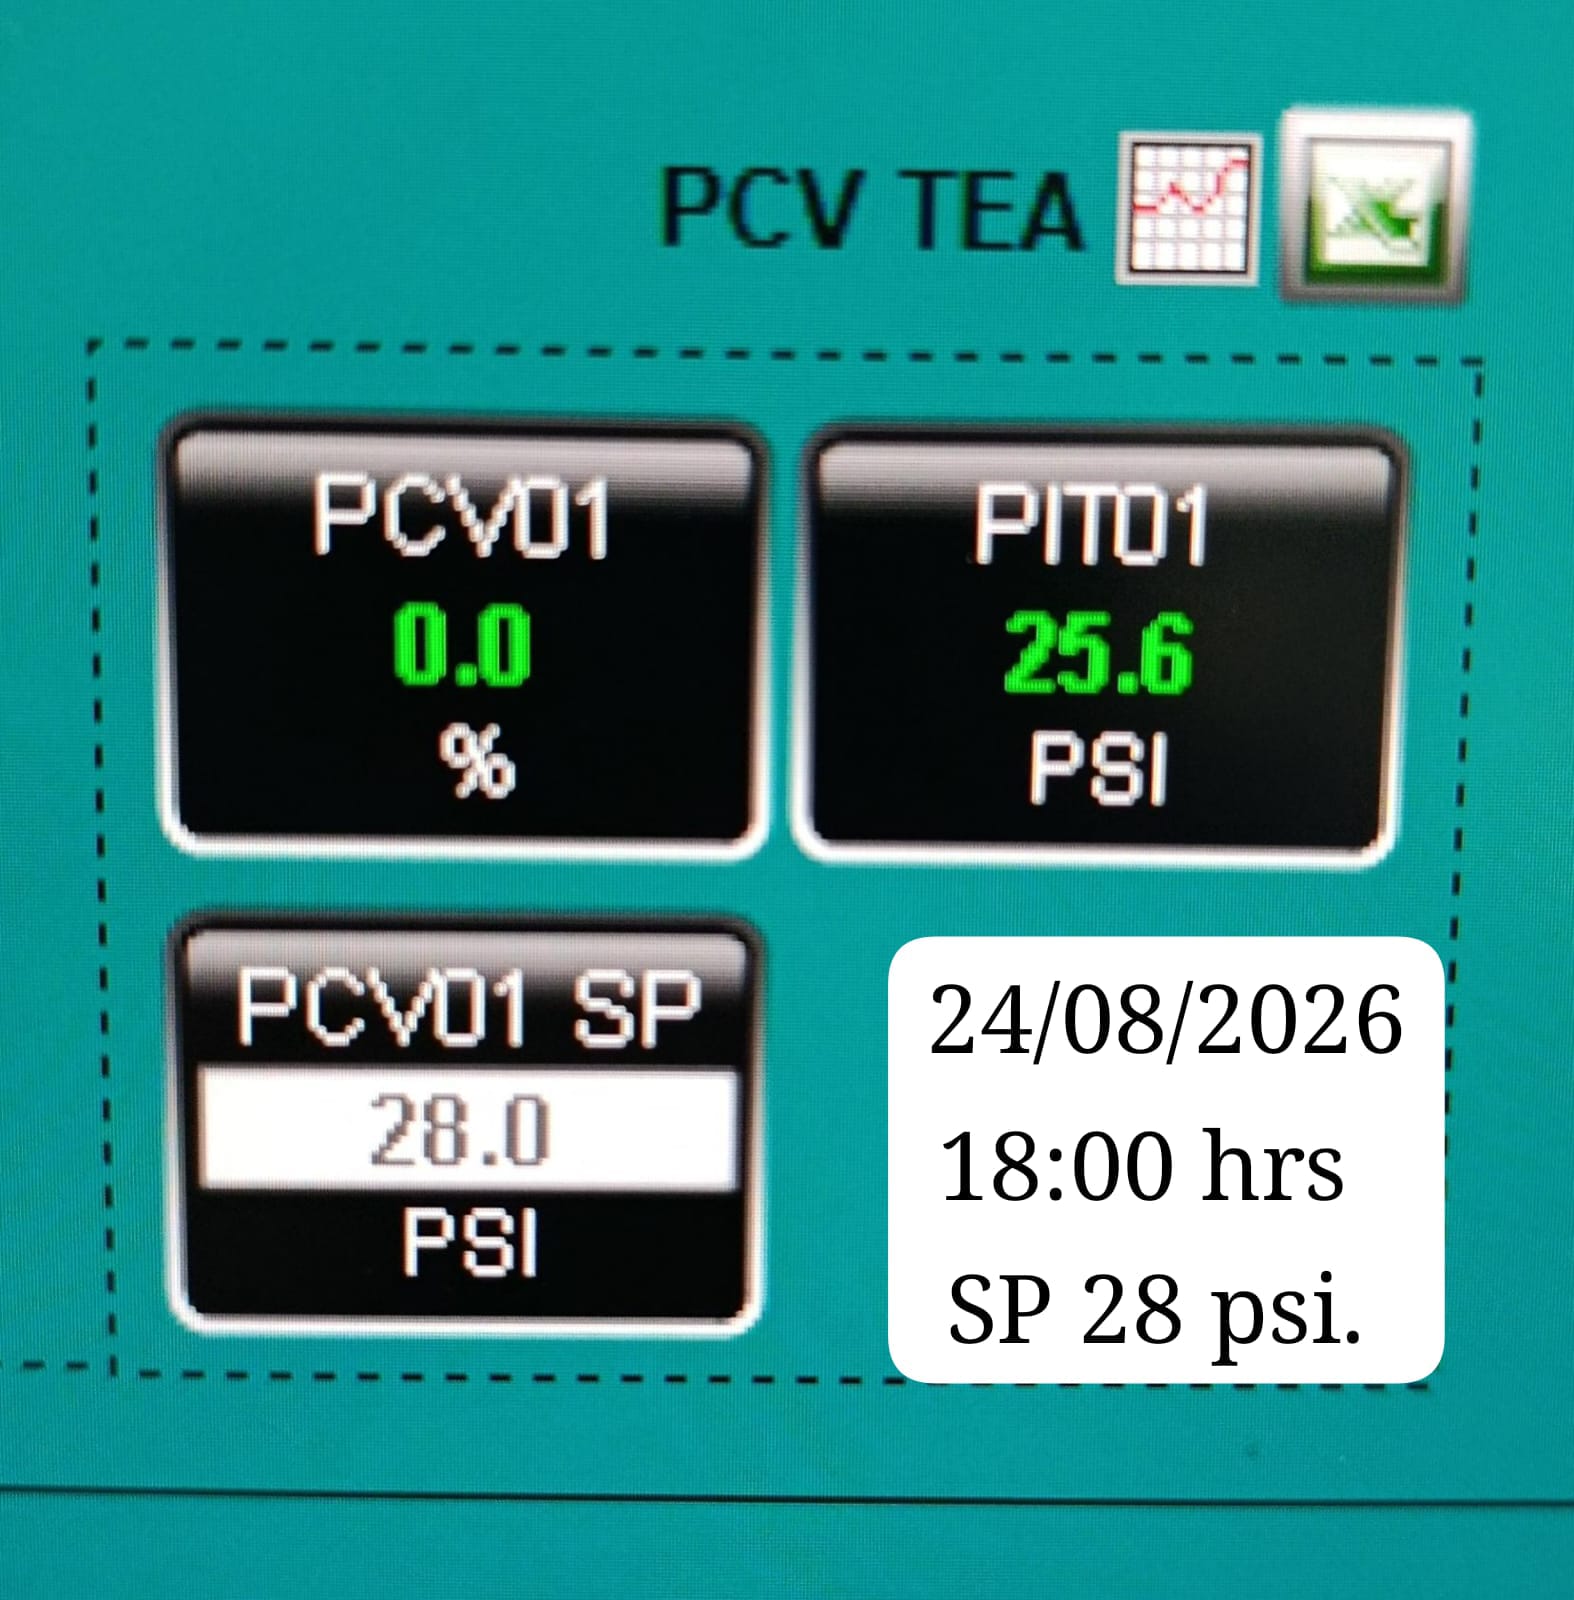 PCV TEA
PCV01
0.0
%
PIT01
25.6
PSI
PCV01 SP
28.0
PSI
24/08/2026
18:00 hrs
SP 28 psi.